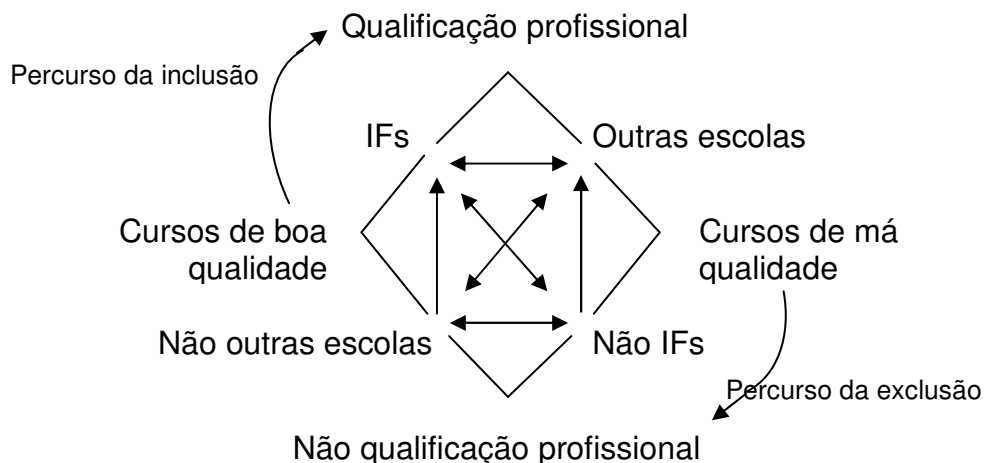 Qualificação profissional
Percurso da inclusão
IFs
Outras escolas
Cursos de boa
qualidade
Cursos de má
qualidade
Não outras escolas
Não IFs
Percurso da exclusão
Não qualificação profissional